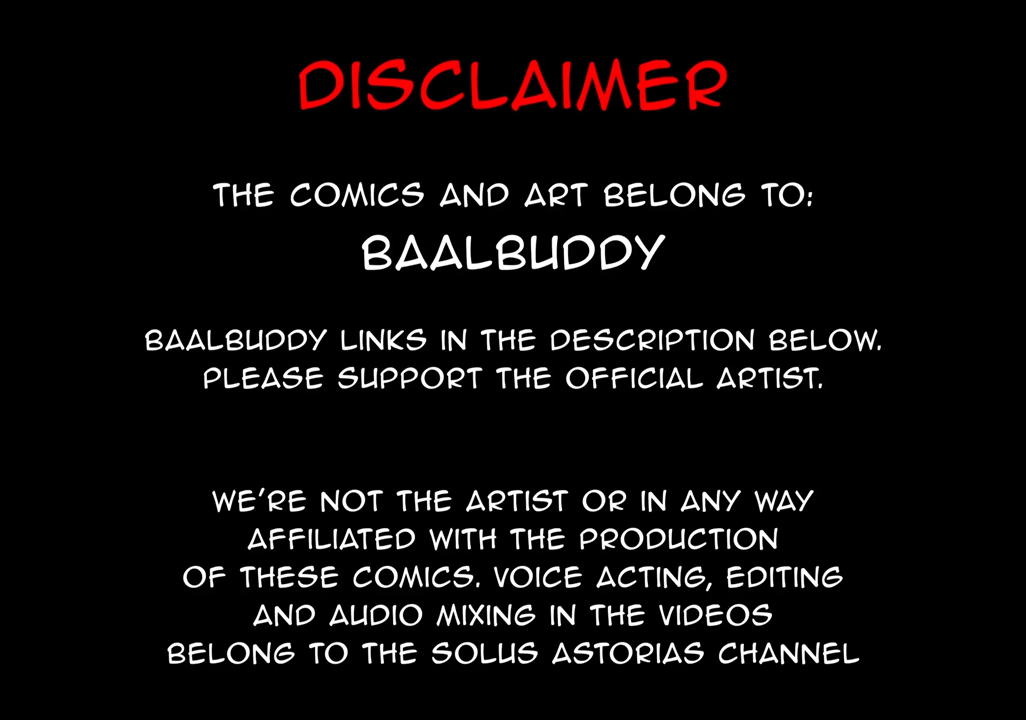 DISCLAIMER
THE COMICS AND ART BELONG TO:
BAALBUDDY
BAALBUDDY LINKS IN THE DESCRIPTION BELOW.
PLEASE SUPPORT THE OFFICIAL ARTIST.
WE'RE NOT THE ARTIST OR IN ANY WAY
AFFILIATED WITH THE PRODUCTION
OF THESE COMICS. VOICE ACTING, EDITING
AND AUDIO MIXING IN THE VIDEOS
BELONG TO THE SOLUS ASTORIAS CHANNEL